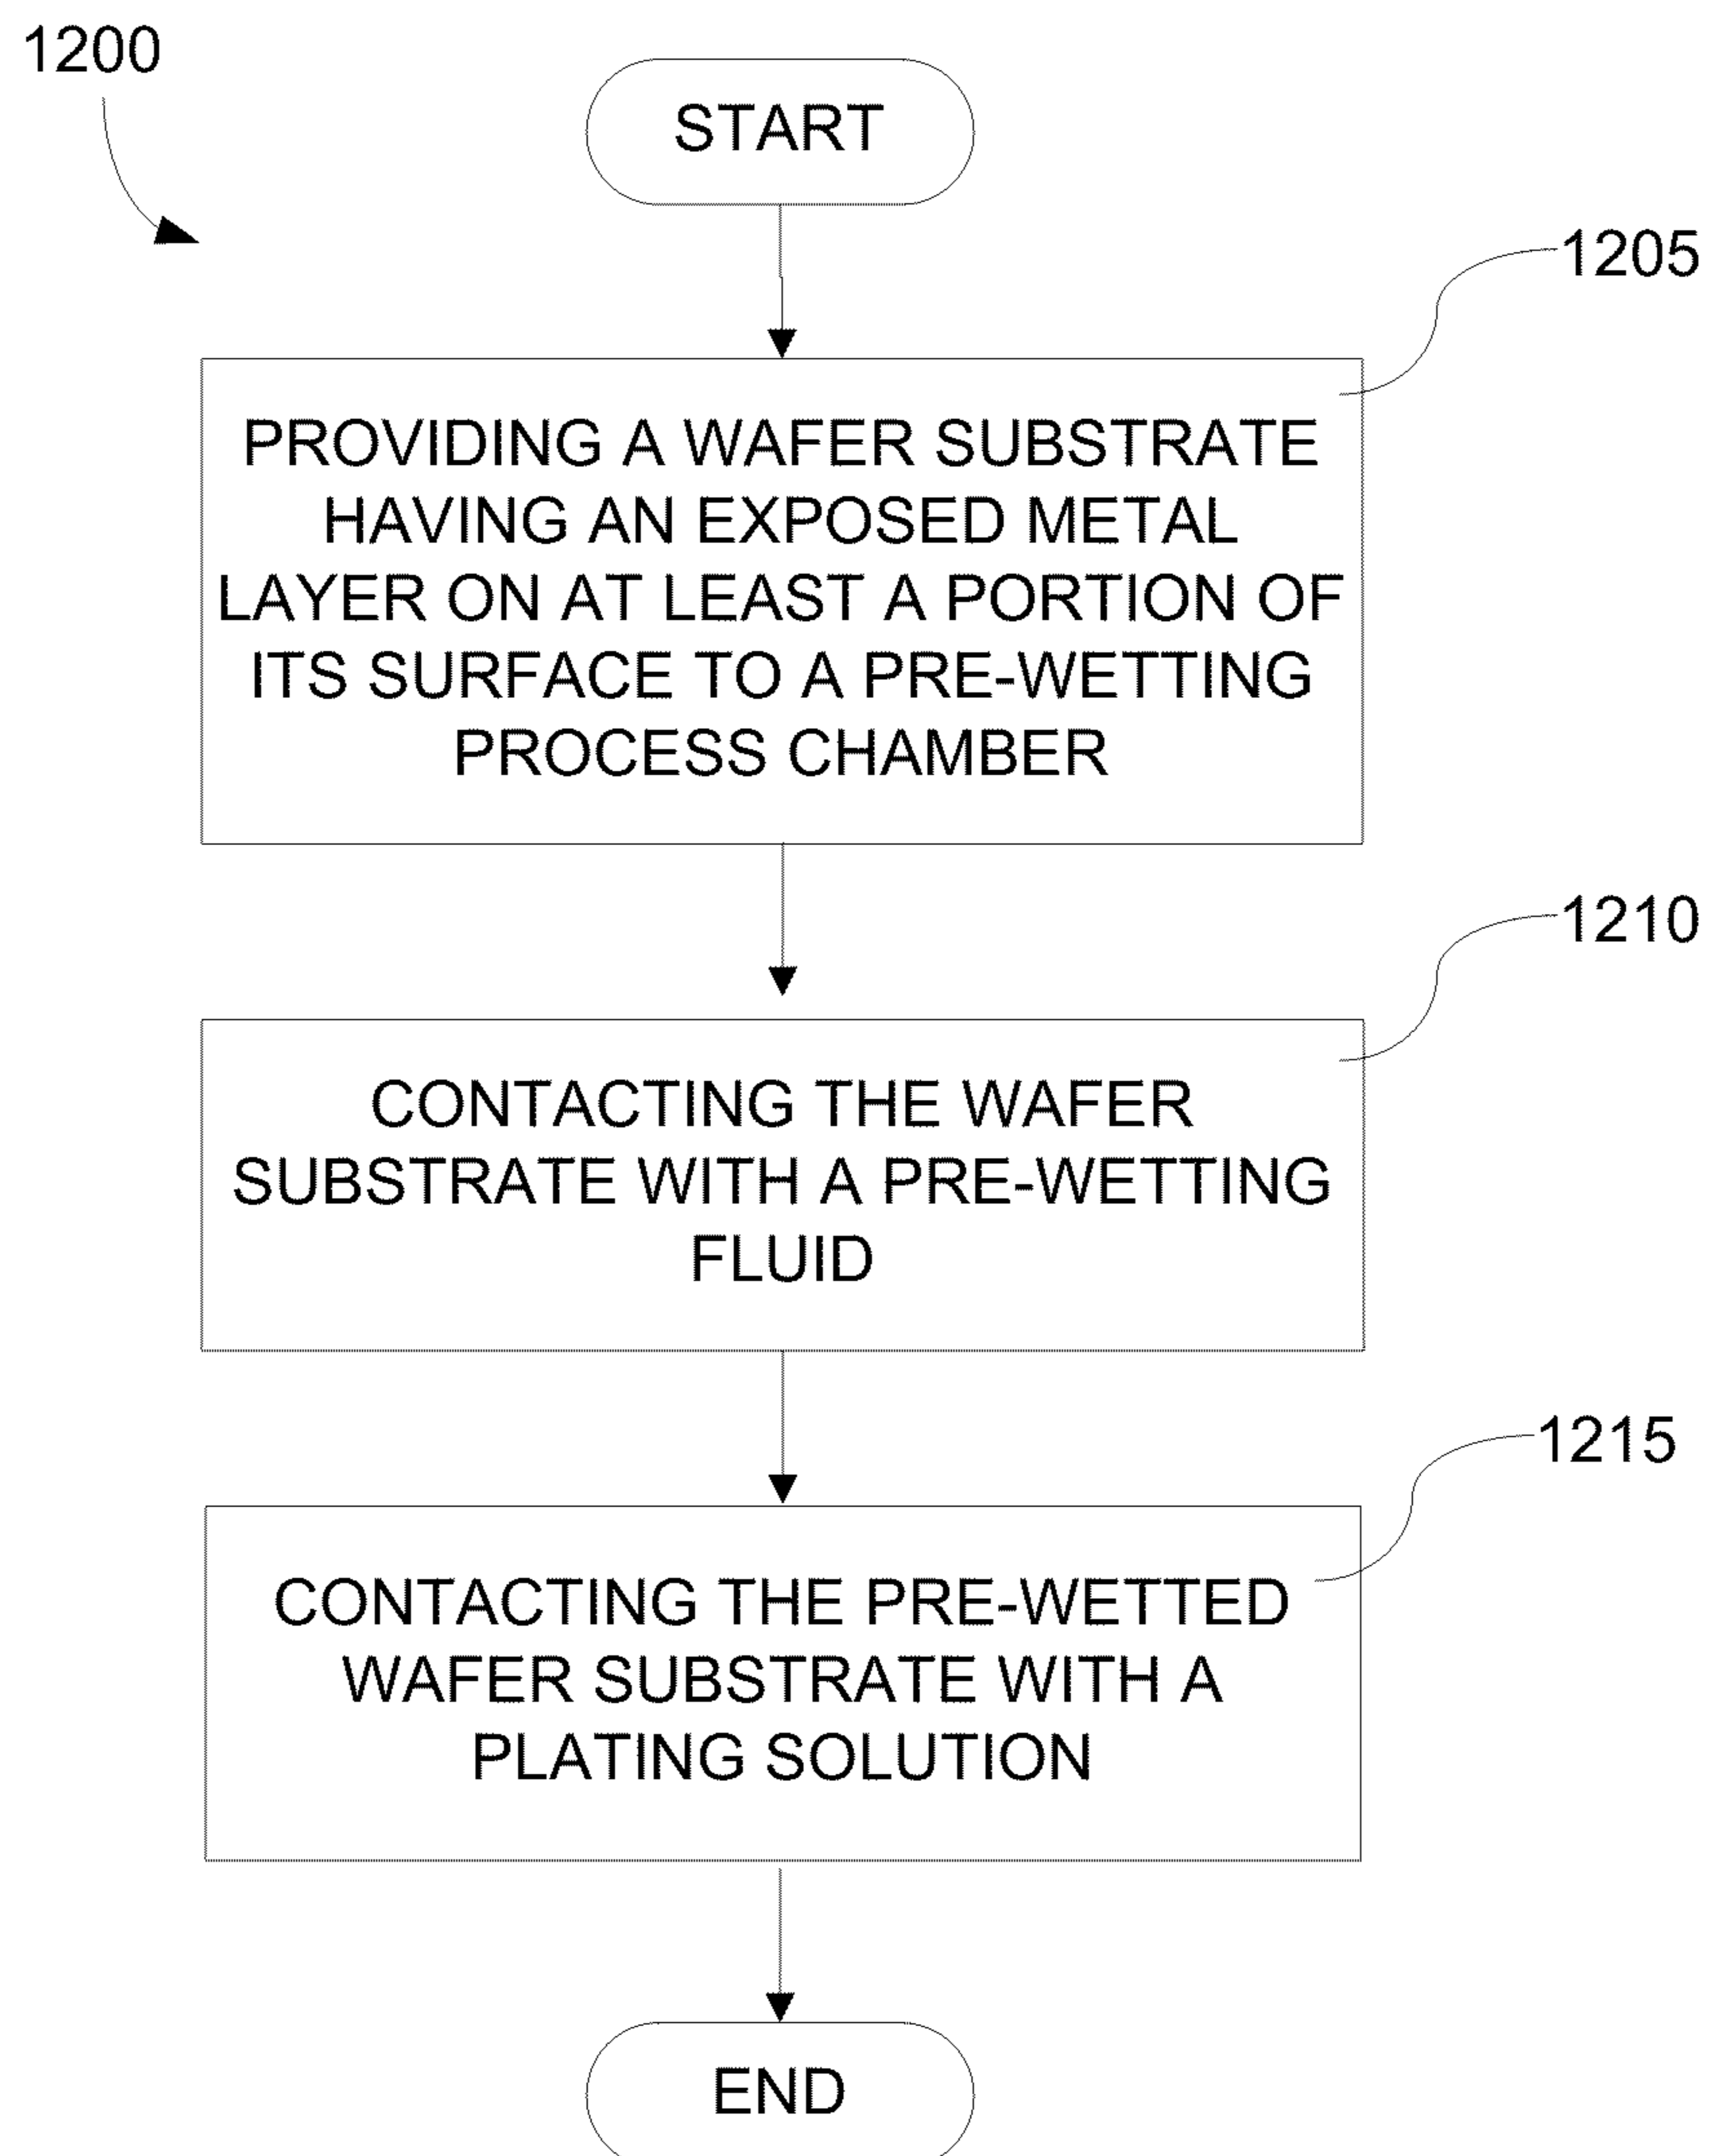 1200
START
1205
PROVIDING A WAFER SUBSTRATE
HAVING AN EXPOSED METAL
LAYER ON AT LEAST A PORTION OF
ITS SURFACE TO A PRE-WETTING
PROCESS CHAMBER
1210
CONTACTING THE WAFER
SUBSTRATE WITH A PRE-WETTING
FLUID
1215
CONTACTING THE PRE-WETTED
WAFER SUBSTRATE WITH A
PLATING SOLUTION
END